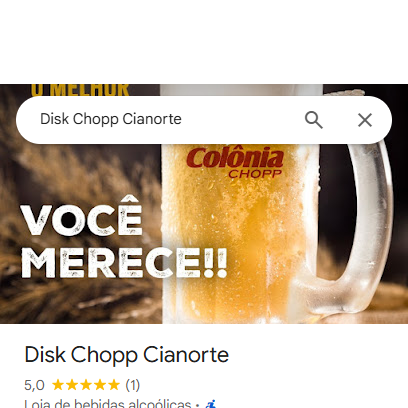 O MELHOR
Disk Chopp Cianorte
Colônia
CHOPP
VOCÊ
MERECE!!
Disk Chopp Cianorte
5,0 (1)
Loja de bebidas alcoólicas ·